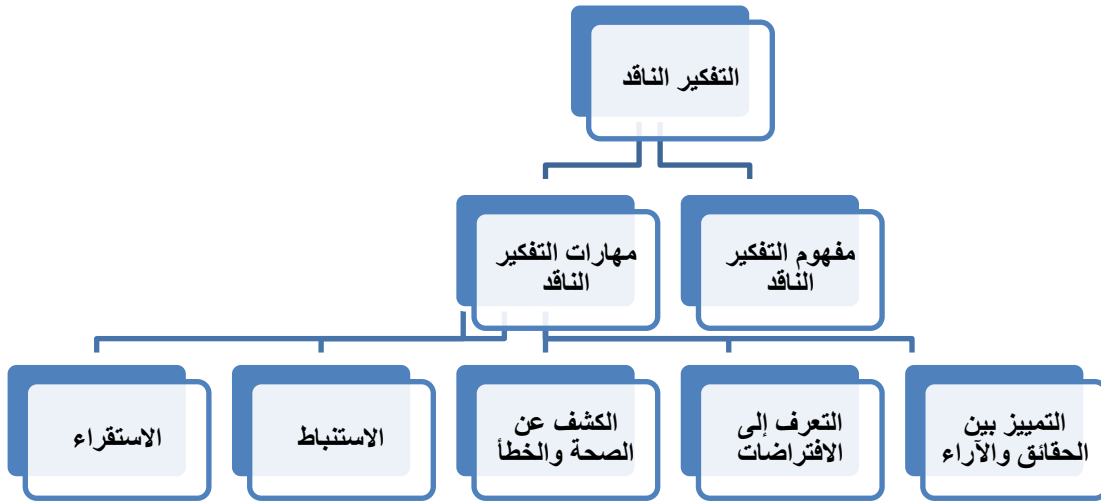 التفكير الناقد
مفهوم التفكير
الناقد
مهارات التفكير
الناقد
التمييز بين
الحقائق والآراء
التعرف إلى
الافتراضات
الكشف عن
الصحة والخطأ
الاستنباط
الاستقراء